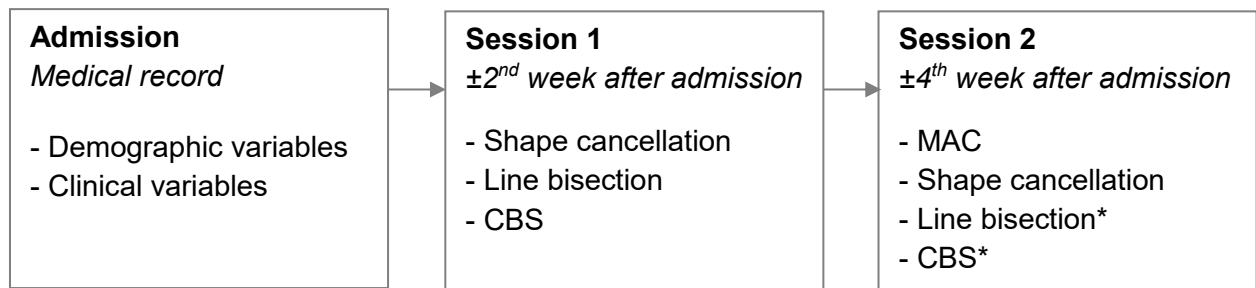 Admission
Medical record
- Demographic variables
- Clinical variables
Session 1
±2nd week after admission
- Shape cancellation
- Line bisection
- CBS
Session 2
±4th week after admission
- MAC
- Shape cancellation
- Line bisection*
- CBS*